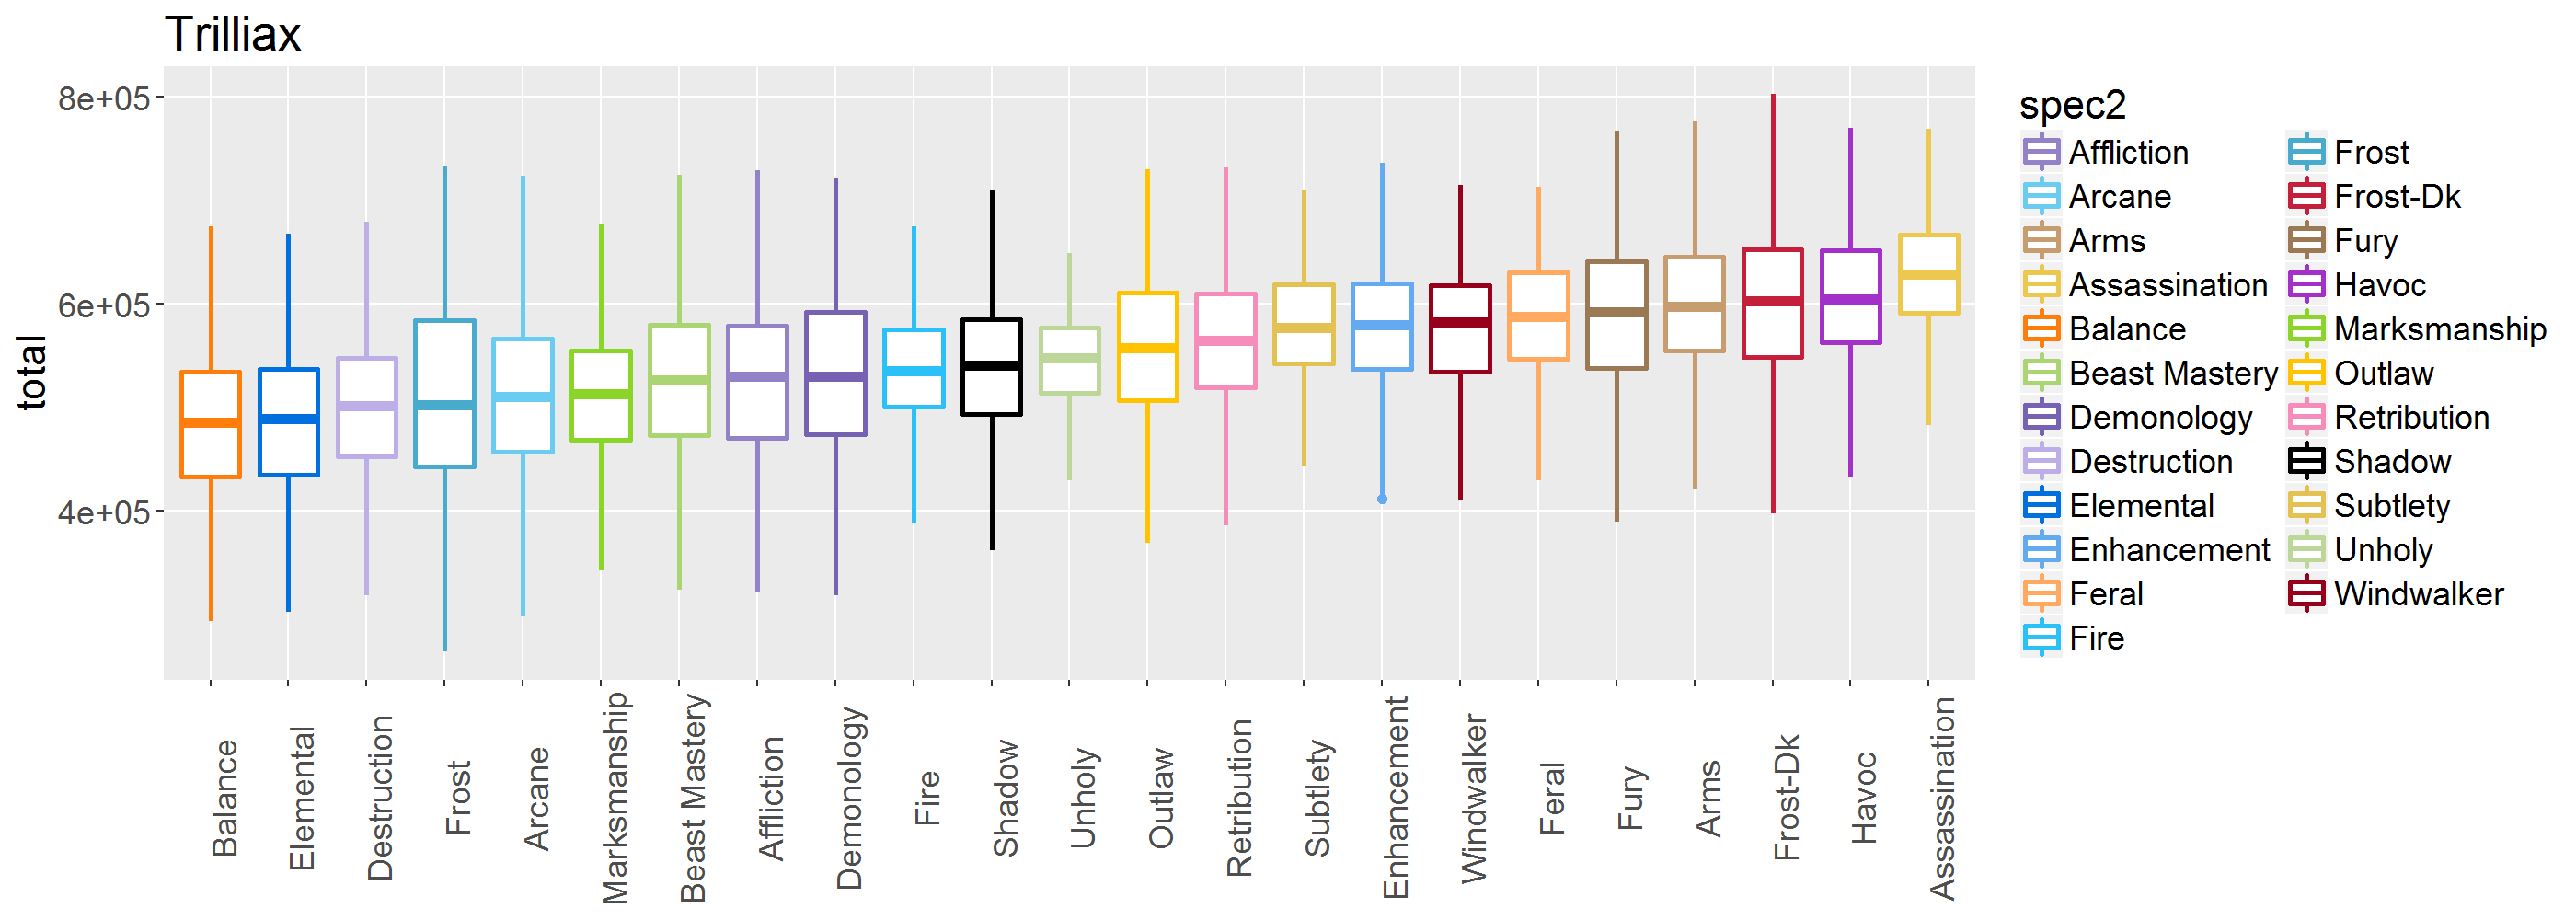 Trilliax
8e+05
6e+05
4e+05
total
Balance
Elemental
Destruction
Frost
Arcane
Marksmanship
Beast Mastery
Affliction
Demonology
Fire
Shadow
Unholy
Outlaw
Retribution
Subtlety
Enhancement
Windwalker
Feral
Fury
Arms
Frost-Dk
Havoc
Assassination
spec2
Affliction
Arcane
Arms
Assassination
Balance
Beast Mastery
Demonology
Destruction
Elemental
Enhancement
Feral
Fire
Frost
Frost-Dk
Fury
Havoc
Marksmanship
Outlaw
Retribution
Shadow
Subtlety
Unholy
Windwalker